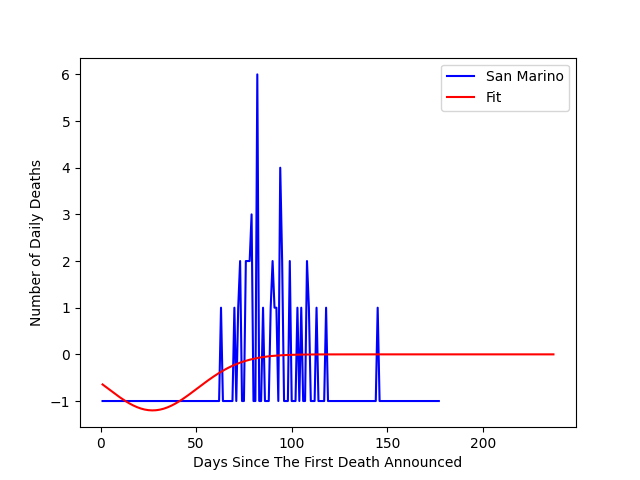 San Marino
Fit
6
5
4
3
2
1
0
−1
Number of Daily Deaths
0 50 100 150 200
Days Since The First Death Announced